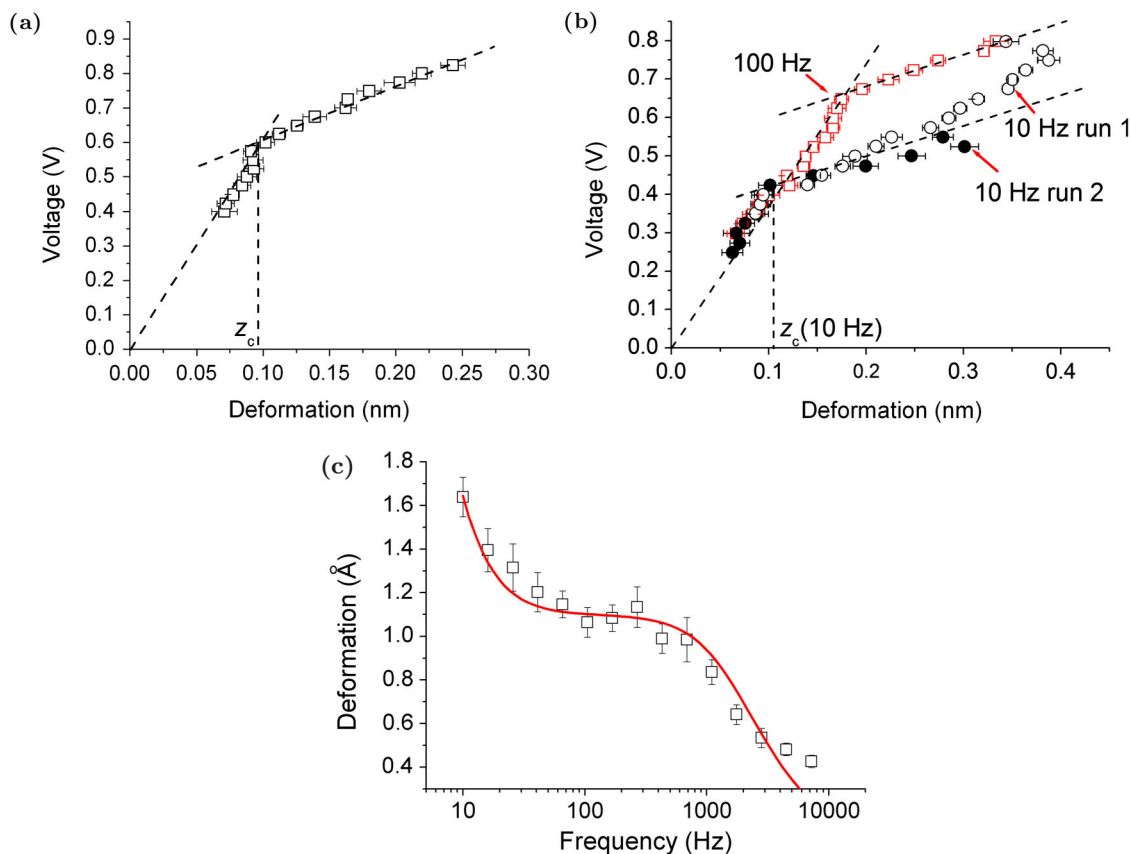 (a)
Voltage (V)
0.9
0.8
0.7
0.6
0.5
0.4
0.3
0.2
0.1
0.0
z_c
0.00 0.05 0.10 0.15 0.20 0.25 0.30
Deformation (nm)
(b)
Voltage (V)
0.8
0.7
0.6
0.5
0.4
0.3
0.2
0.1
0.0
100 Hz
10 Hz run 1
10 Hz run 2
z_c (10 Hz)
0.0 0.1 0.2 0.3 0.4
Deformation (nm)
(c)
Deformation (Å)
1.8
1.6
1.4
1.2
1.0
0.8
0.6
0.4
10 100 1000 10000
Frequency (Hz)